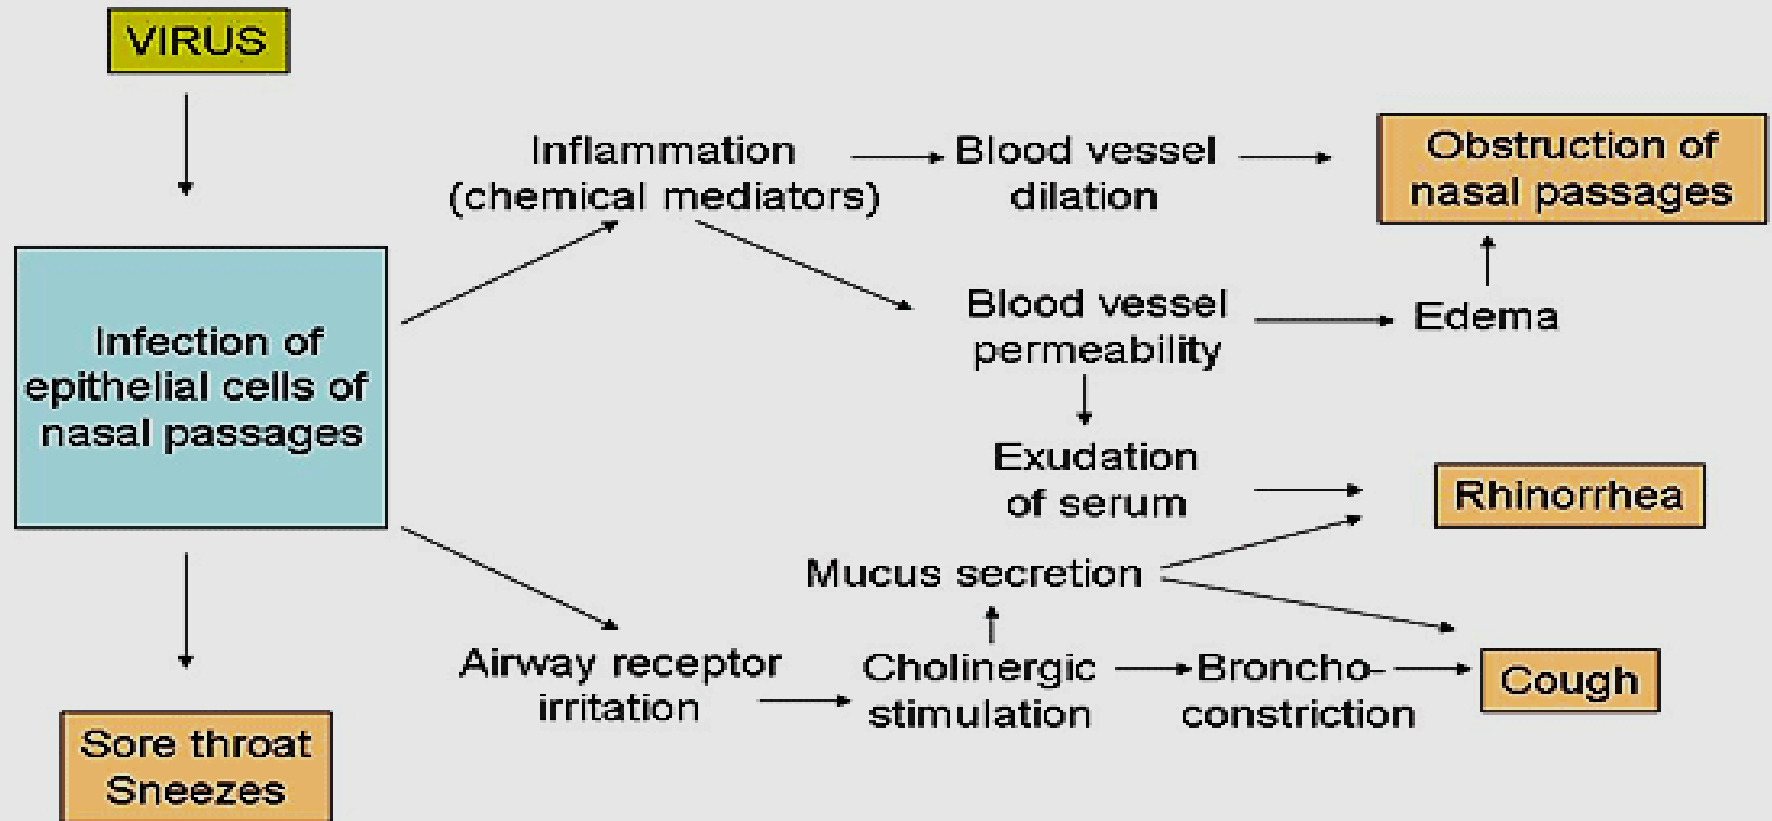 VIRUS
Inflammation
(chemical mediators)
Blood vessel
dilation
Obstruction of
nasal passages
Infection of
epithelial cells of
nasal passages
Blood vessel
permeability
Edema
Exudation
of serum
Rhinorrhea
Mucus secretion
Airway receptor
irritation
Cholinergic
stimulation
Broncho-
constriction
Cough
Sore throat
Sneezes